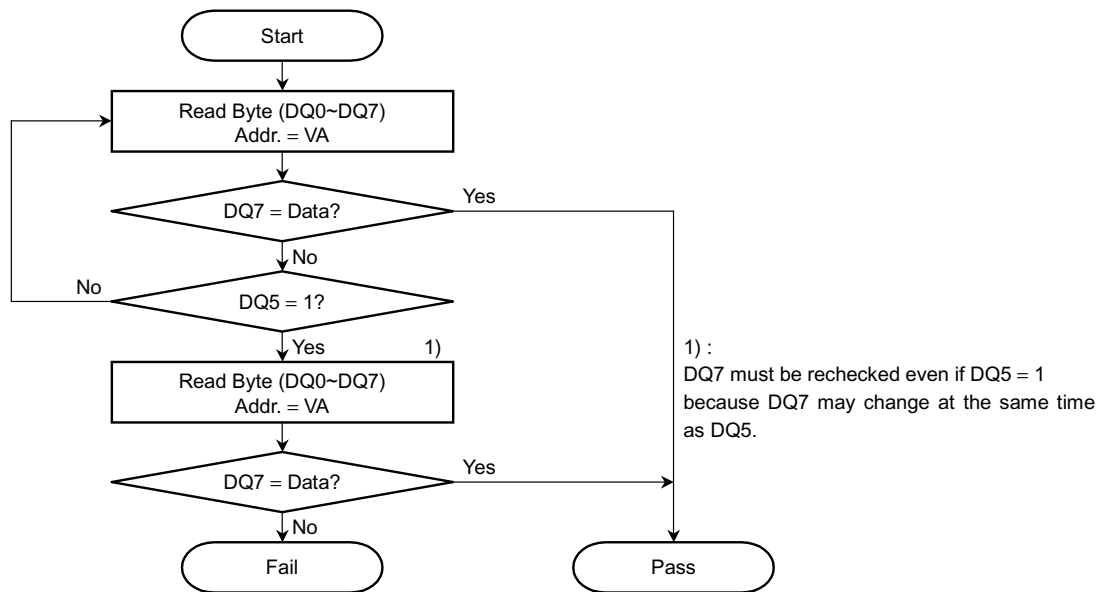 Start
Read Byte (DQ0~DQ7)
Addr. = VA
DQ7 = Data?
Yes
No
No
DQ5 = 1?
Yes
1)
Read Byte (DQ0~DQ7)
Addr. = VA
1) :
DQ7 must be rechecked even if DQ5 = 1
because DQ7 may change at the same time
as DQ5.
DQ7 = Data?
Yes
No
Fail
Pass